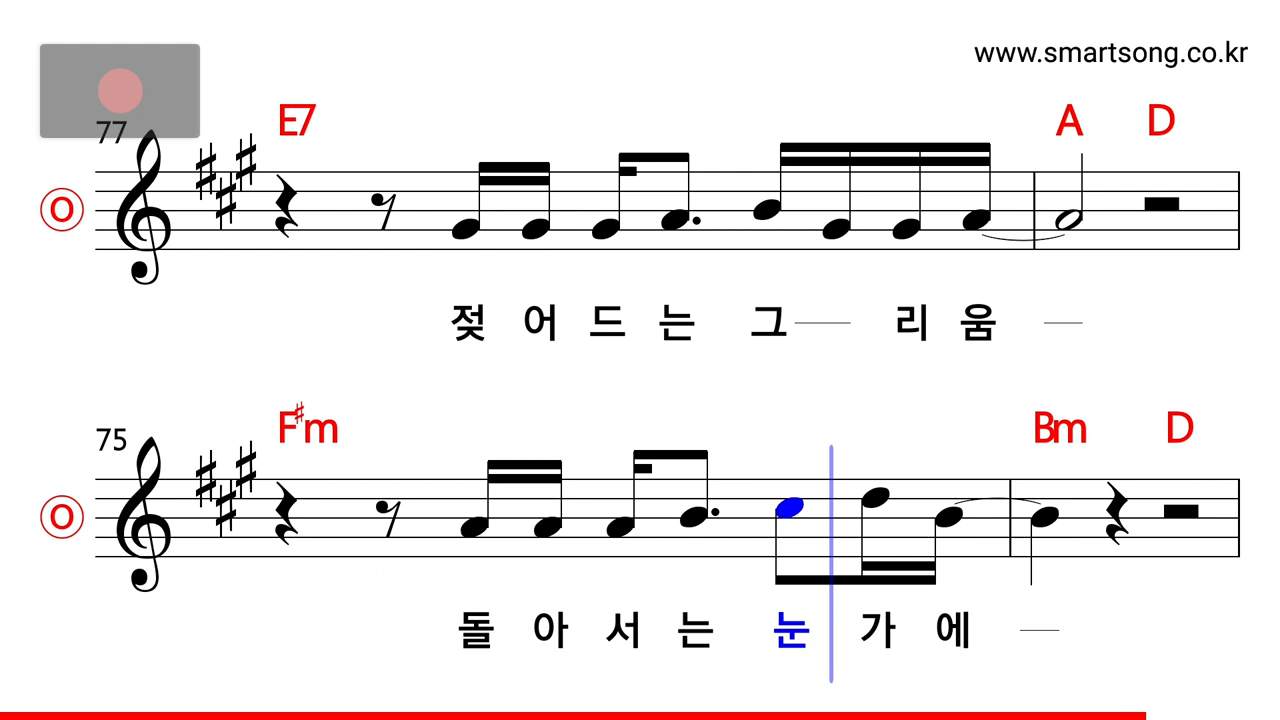 www.smartsong.co.kr
77
E7 A D
O
젖 어 드 는 그 리 움
75
F♯m Bm D
O
돌 아 서 는 눈 가 에